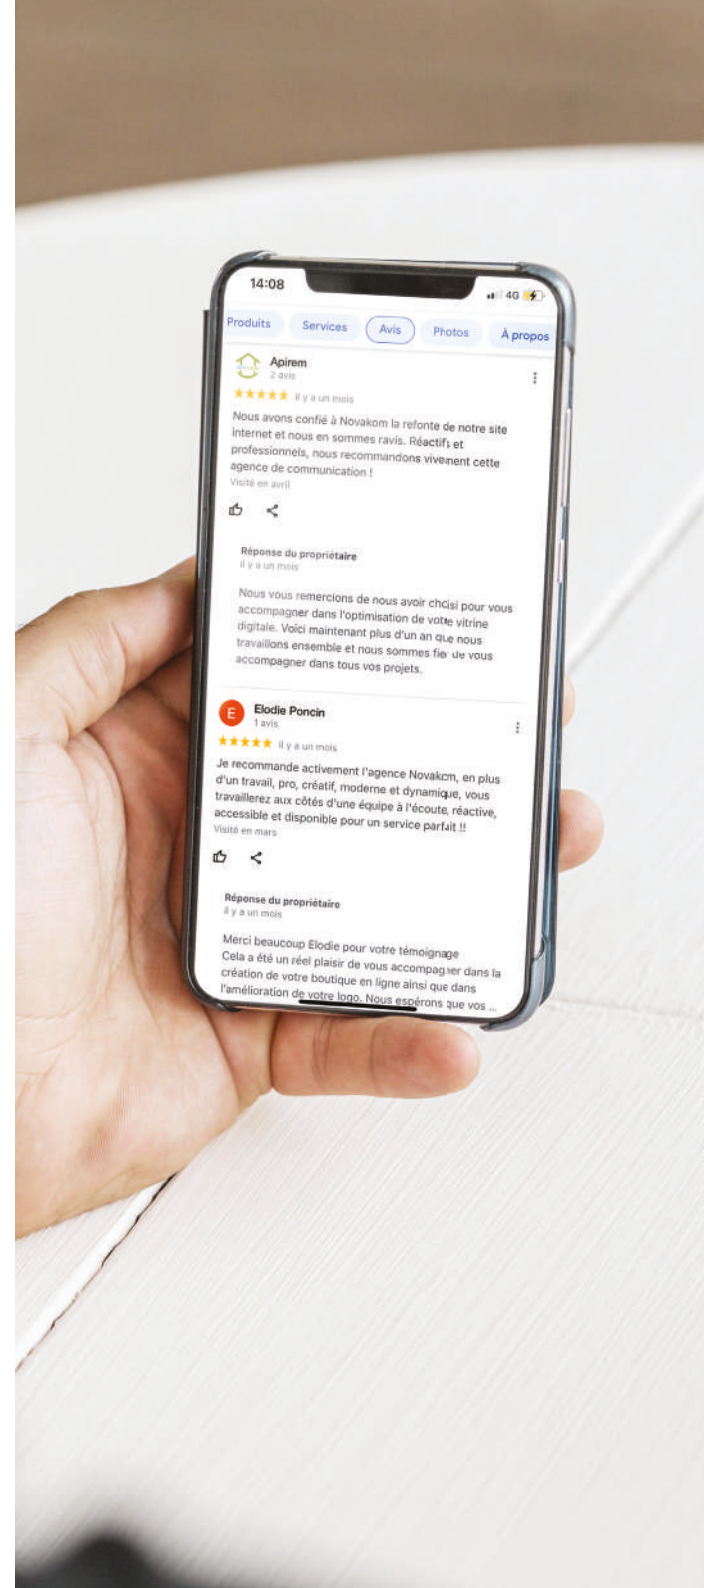 14:08
4G
Produits
Services
Avis
Photos
À propos
Apirem
2 avis
il y a un mois
Nous avons confié à Novakom la refonte de notre site
internet et nous en sommes ravis. Réactifs et
professionnels, nous recommandons vivement cette
agence de communication !
Visité en avril
Réponse du propriétaire
il y a un mois
Nous vous remercions de nous avoir choisi pour vous
accompagner dans l'optimisation de votre vitrine
digitale. Voici maintenant plus d'un an que nous
travaillons ensemble et nous sommes fier de vous
accompagner dans tous vos projets.
E
Elodie Poncin
1 avis
il y a un mois
Je recommande activement l'agence Novakom, en plus
d'un travail, pro, créatif, moderne et dynamique, vous
travaillerez aux côtés d'une équipe à l'écoute, réactive,
accessible et disponible pour un service parfait !!
Visité en mars
Réponse du propriétaire
il y a un mois
Merci beaucoup Elodie pour votre témoignage
Cela a été un réel plaisir de vous accompagner dans la
création de votre boutique en ligne ainsi que dans
l'amélioration de votre logo. Nous espérons que vos ...